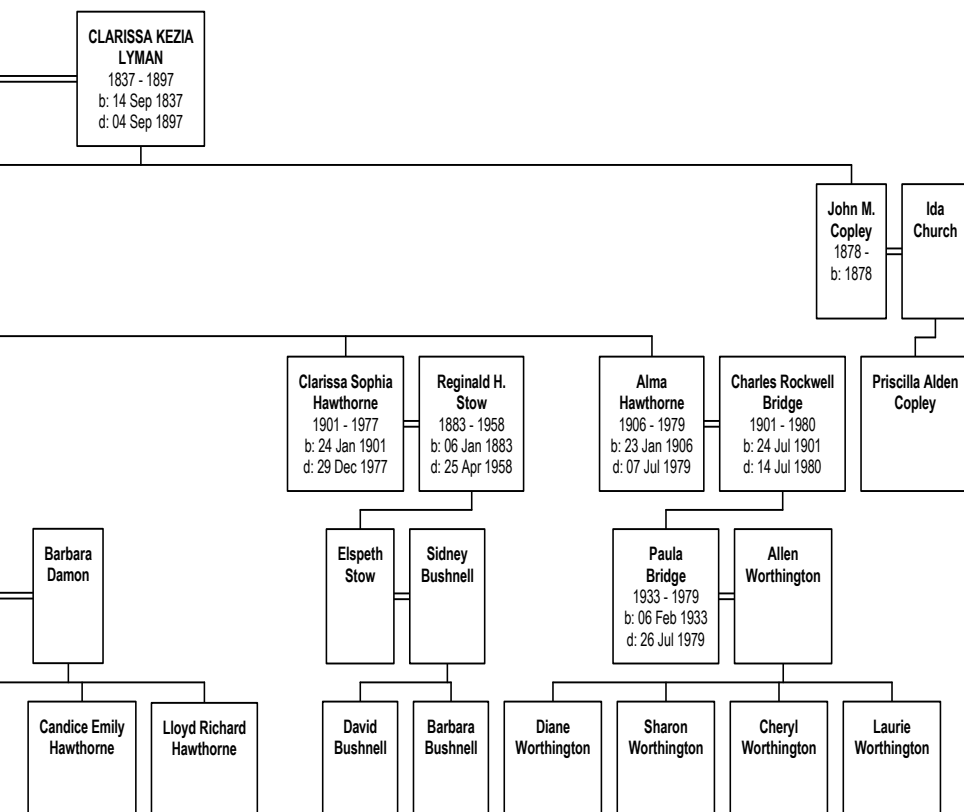 CLARISSA KEZIA
LYMAN
1837 - 1897
b: 14 Sep 1837
d: 04 Sep 1897
John M.
Copley
1878 -
b: 1878
Ida
Church
Clarissa Sophia
Hawthorne
1901 - 1977
b: 24 Jan 1901
d: 29 Dec 1977
Reginald H.
Stow
1883 - 1958
b: 06 Jan 1883
d: 25 Apr 1958
Alma
Hawthorne
1906 - 1979
b: 23 Jan 1906
d: 07 Jul 1979
Charles Rockwell
Bridge
1901 - 1980
b: 24 Jul 1901
d: 14 Jul 1980
Priscilla Alden
Copley
Barbara
Damon
Elspeth
Stow
Sidney
Bushnell
Paula
Bridge
1933 - 1979
b: 06 Feb 1933
d: 26 Jul 1979
Allen
Worthington
Candice Emily
Hawthorne
Lloyd Richard
Hawthorne
David
Bushnell
Barbara
Bushnell
Diane
Worthington
Sharon
Worthington
Cheryl
Worthington
Laurie
Worthington